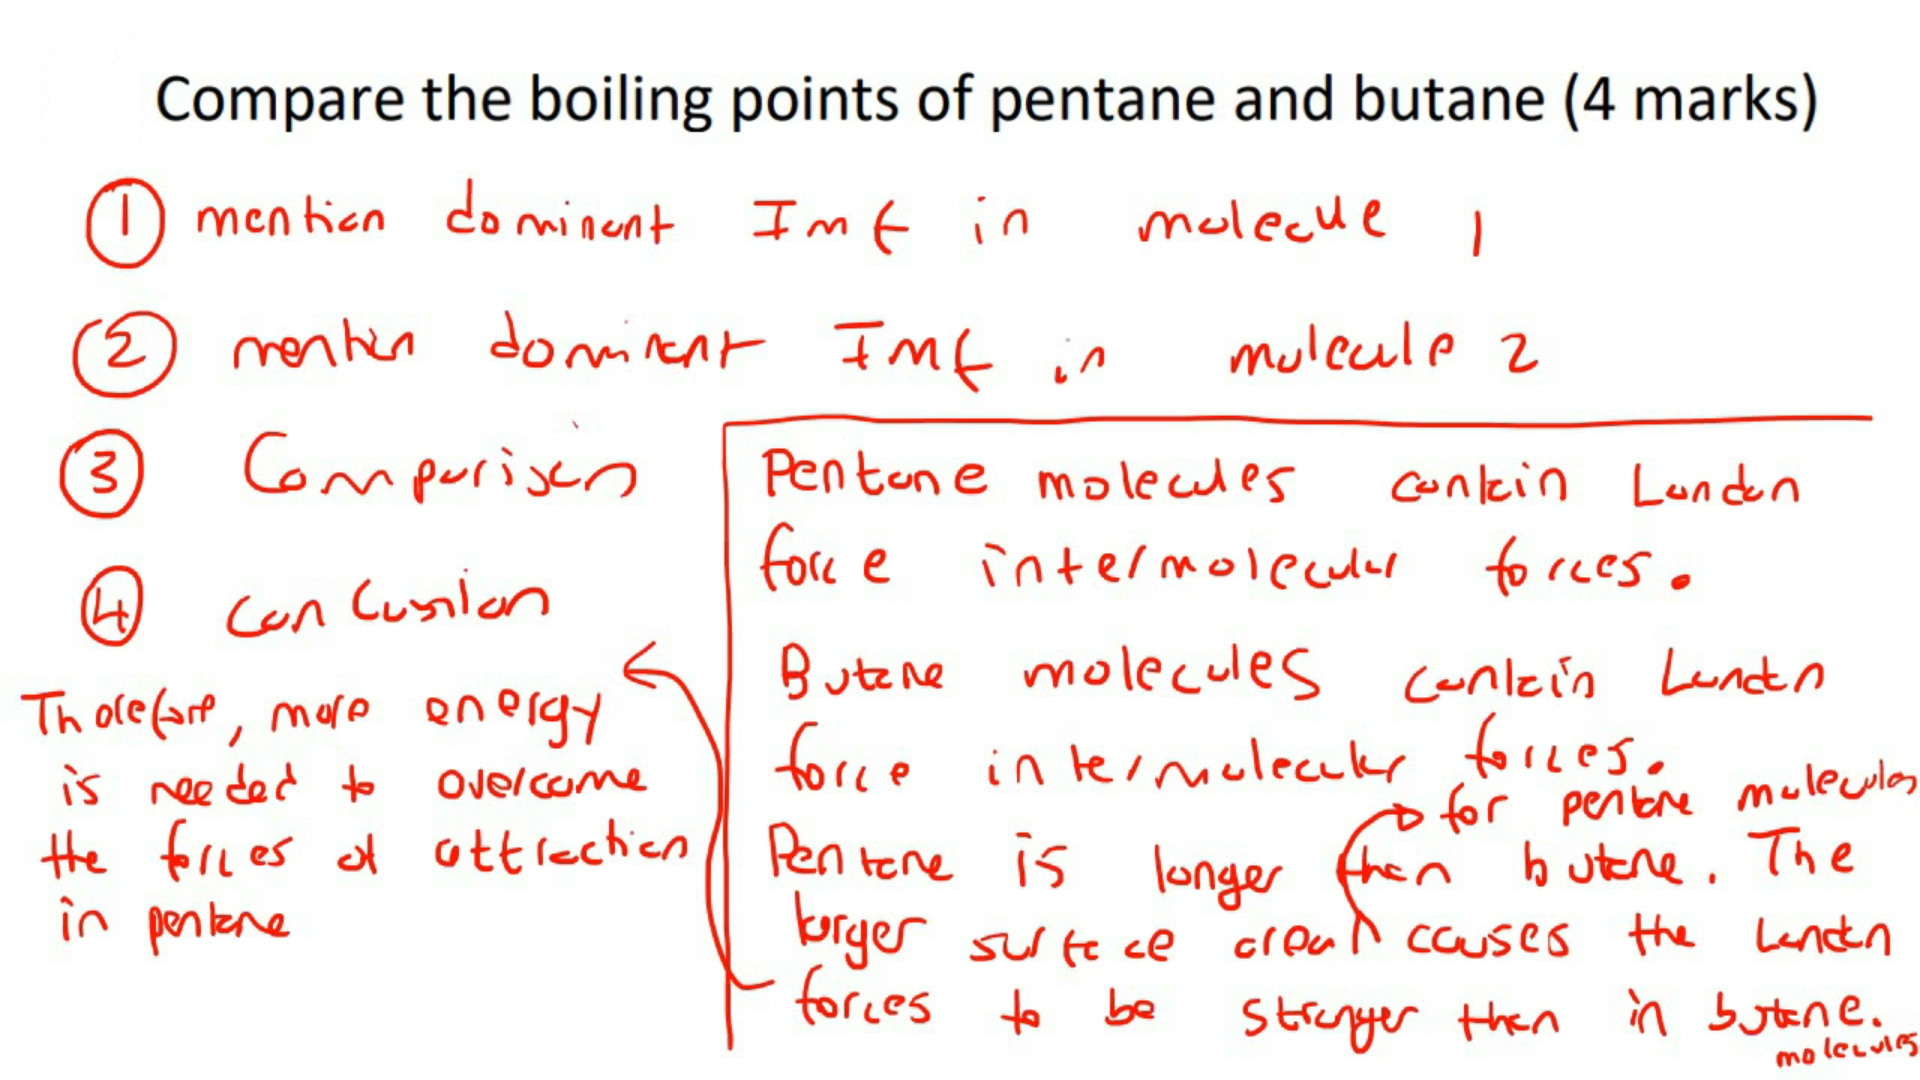 Compare the boiling points of pentane and butane (4 marks)
1 mention dominant Imf in molecule 1
2 mention dominant Imf in molecule 2
3 Comparison
4 conclusion
Pentane molecules contain London
force intermolecular forces.
Butane molecules contain London
force intermolecular forces.
for pentane molecules
Pentane is longer than butane. The
larger surface area causes the London
forces to be stronger than in butane.
molecules
Therefore, more energy
is needed to overcome
the forces of attraction
in pentane